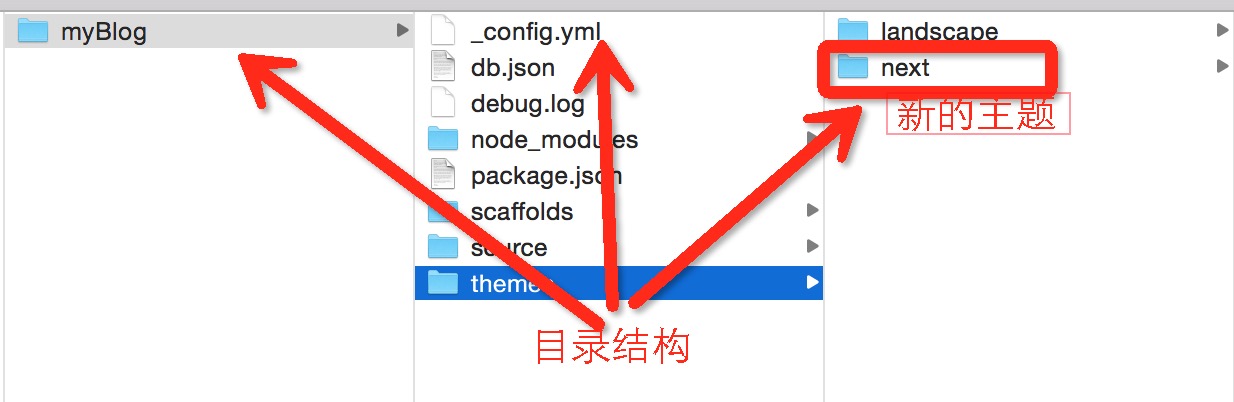 myBlog
_config.yml
db.json
debug.log
node_modules
package.json
scaffolds
source
themes
landscape
next
新的主题
目录结构